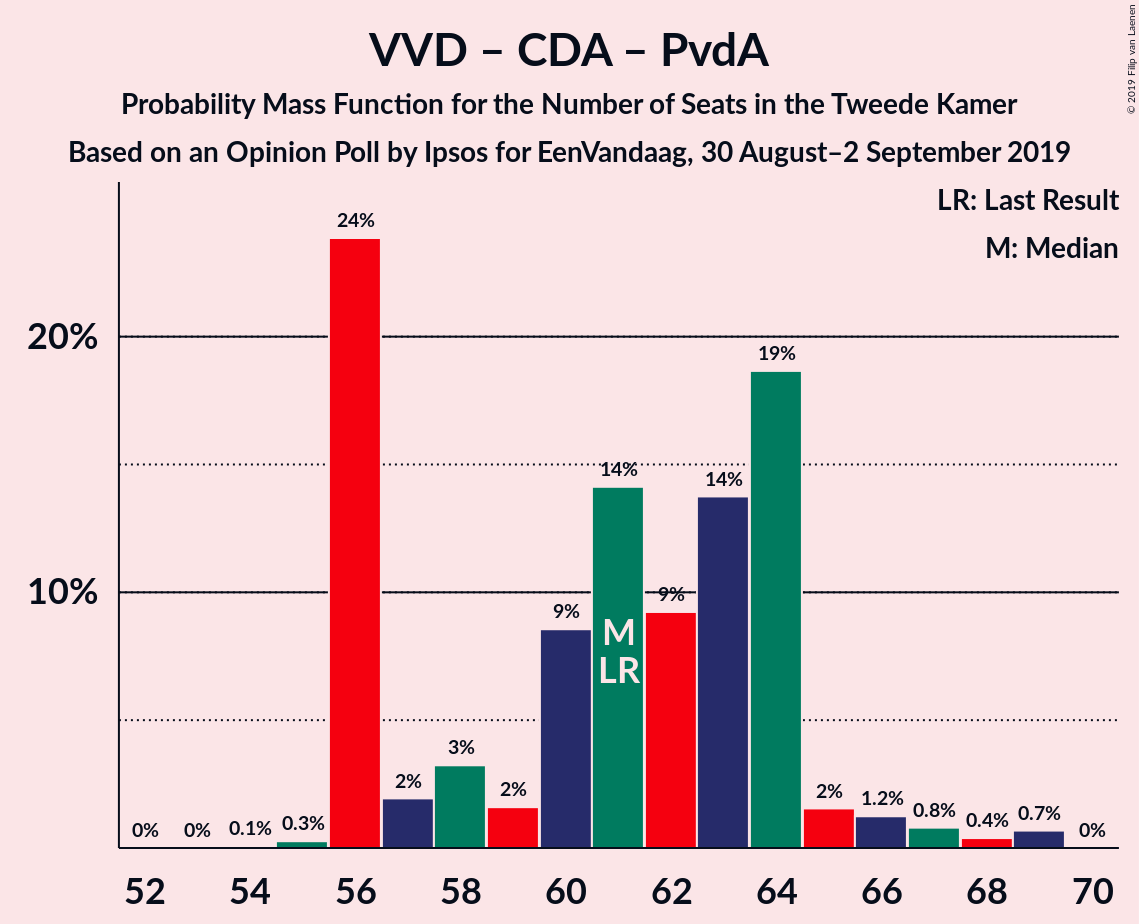 VVD – CDA – PvdA
Probability Mass Function for the Number of Seats in the Tweede Kamer
Based on an Opinion Poll by Ipsos for EenVandaag, 30 August–2 September 2019
© 2019 Filip van Laenen
LR: Last Result
M: Median
20%
10%
0%
0%
0.1%
0.3%
24%
2%
3%
2%
9%
14%
9%
14%
19%
2%
1.2%
0.8%
0.4%
0.7%
0%
M
LR
52 54 56 58 60 62 64 66 68 70